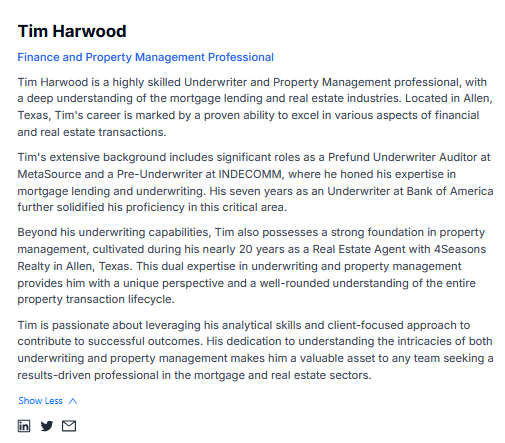 Tim Harwood
Finance and Property Management Professional
Tim Harwood is a highly skilled Underwriter and Property Management professional, with
a deep understanding of the mortgage lending and real estate industries. Located in Allen,
Texas, Tim's career is marked by a proven ability to excel in various aspects of financial
and real estate transactions.
Tim's extensive background includes significant roles as a Prefund Underwriter Auditor at
MetaSource and a Pre-Underwriter at INDECOMM, where he honed his expertise in
mortgage lending and underwriting. His seven years as an Underwriter at Bank of America
further solidified his proficiency in this critical area.
Beyond his underwriting capabilities, Tim also possesses a strong foundation in property
management, cultivated during his nearly 20 years as a Real Estate Agent with 4Seasons
Realty in Allen, Texas. This dual expertise in underwriting and property management
provides him with a unique perspective and a well-rounded understanding of the entire
property transaction lifecycle.
Tim is passionate about leveraging his analytical skills and client-focused approach to
contribute to successful outcomes. His dedication to understanding the intricacies of both
underwriting and property management makes him a valuable asset to any team seeking a
results-driven professional in the mortgage and real estate sectors.
Show Less
in